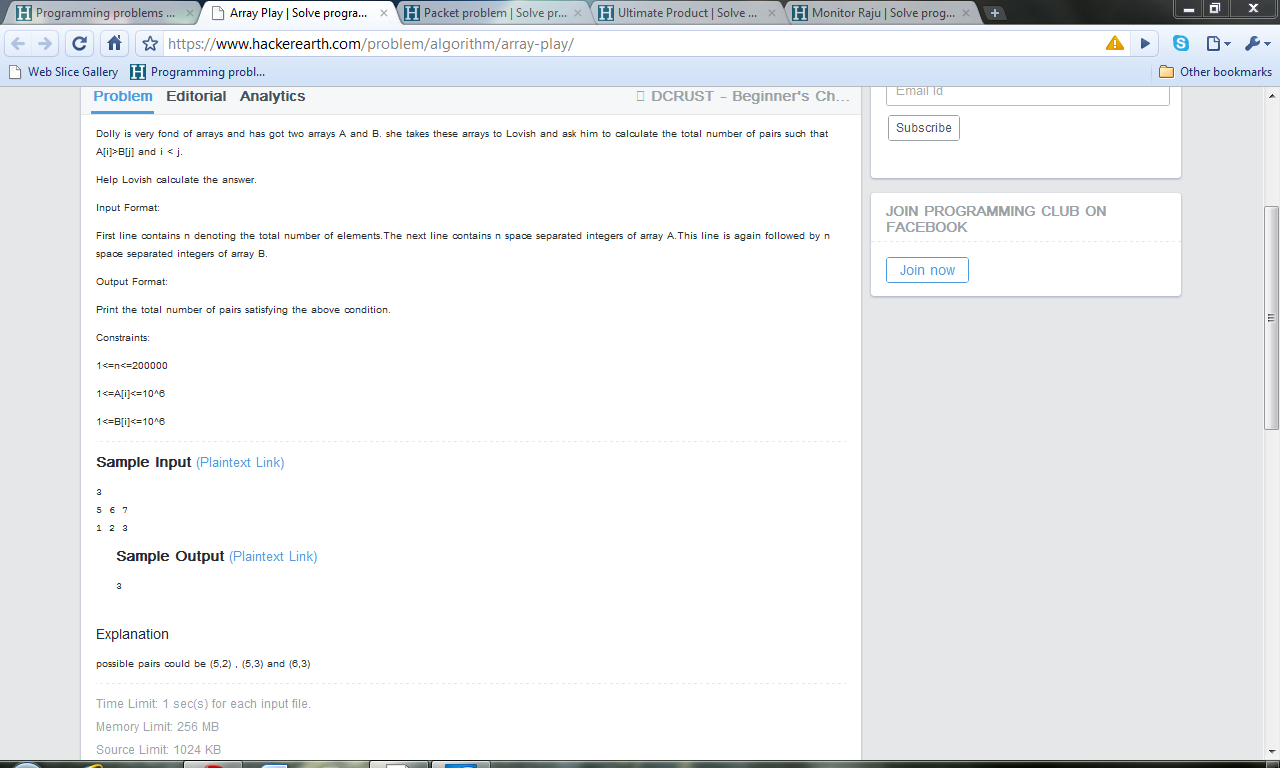 Programming problems ...
Array Play | Solve progra...
Packet problem | Solve pr...
Ultimate Product | Solve ...
Monitor Raju | Solve prog...
https://www.hackerearth.com/problem/algorithm/array-play/
Web Slice Gallery
Programming probl...
Other bookmarks
Problem Editorial Analytics
DCRUST - Beginner's Ch...
Dolly is very fond of arrays and has got two arrays A and B. she takes these arrays to Lovish and ask him to calculate the total number of pairs such that
A[i]>B[j] and i < j.
Help Lovish calculate the answer.
Input Format:
First line contains n denoting the total number of elements.The next line contains n space separated integers of array A.This line is again followed by n
space separated integers of array B.
Output Format:
Print the total number of pairs satisfying the above condition.
Constraints:
1<=n<=200000
1<=A[i]<=10^6
1<=B[i]<=10^6
Sample Input (Plaintext Link)
3
5 6 7
1 2 3
Sample Output (Plaintext Link)
3
Explanation
possible pairs could be (5,2) , (5,3) and (6,3)
Time Limit: 1 sec(s) for each input file.
Memory Limit: 256 MB
Source Limit: 1024 KB
Email Id
Subscribe
JOIN PROGRAMMING CLUB ON
FACEBOOK
Join now